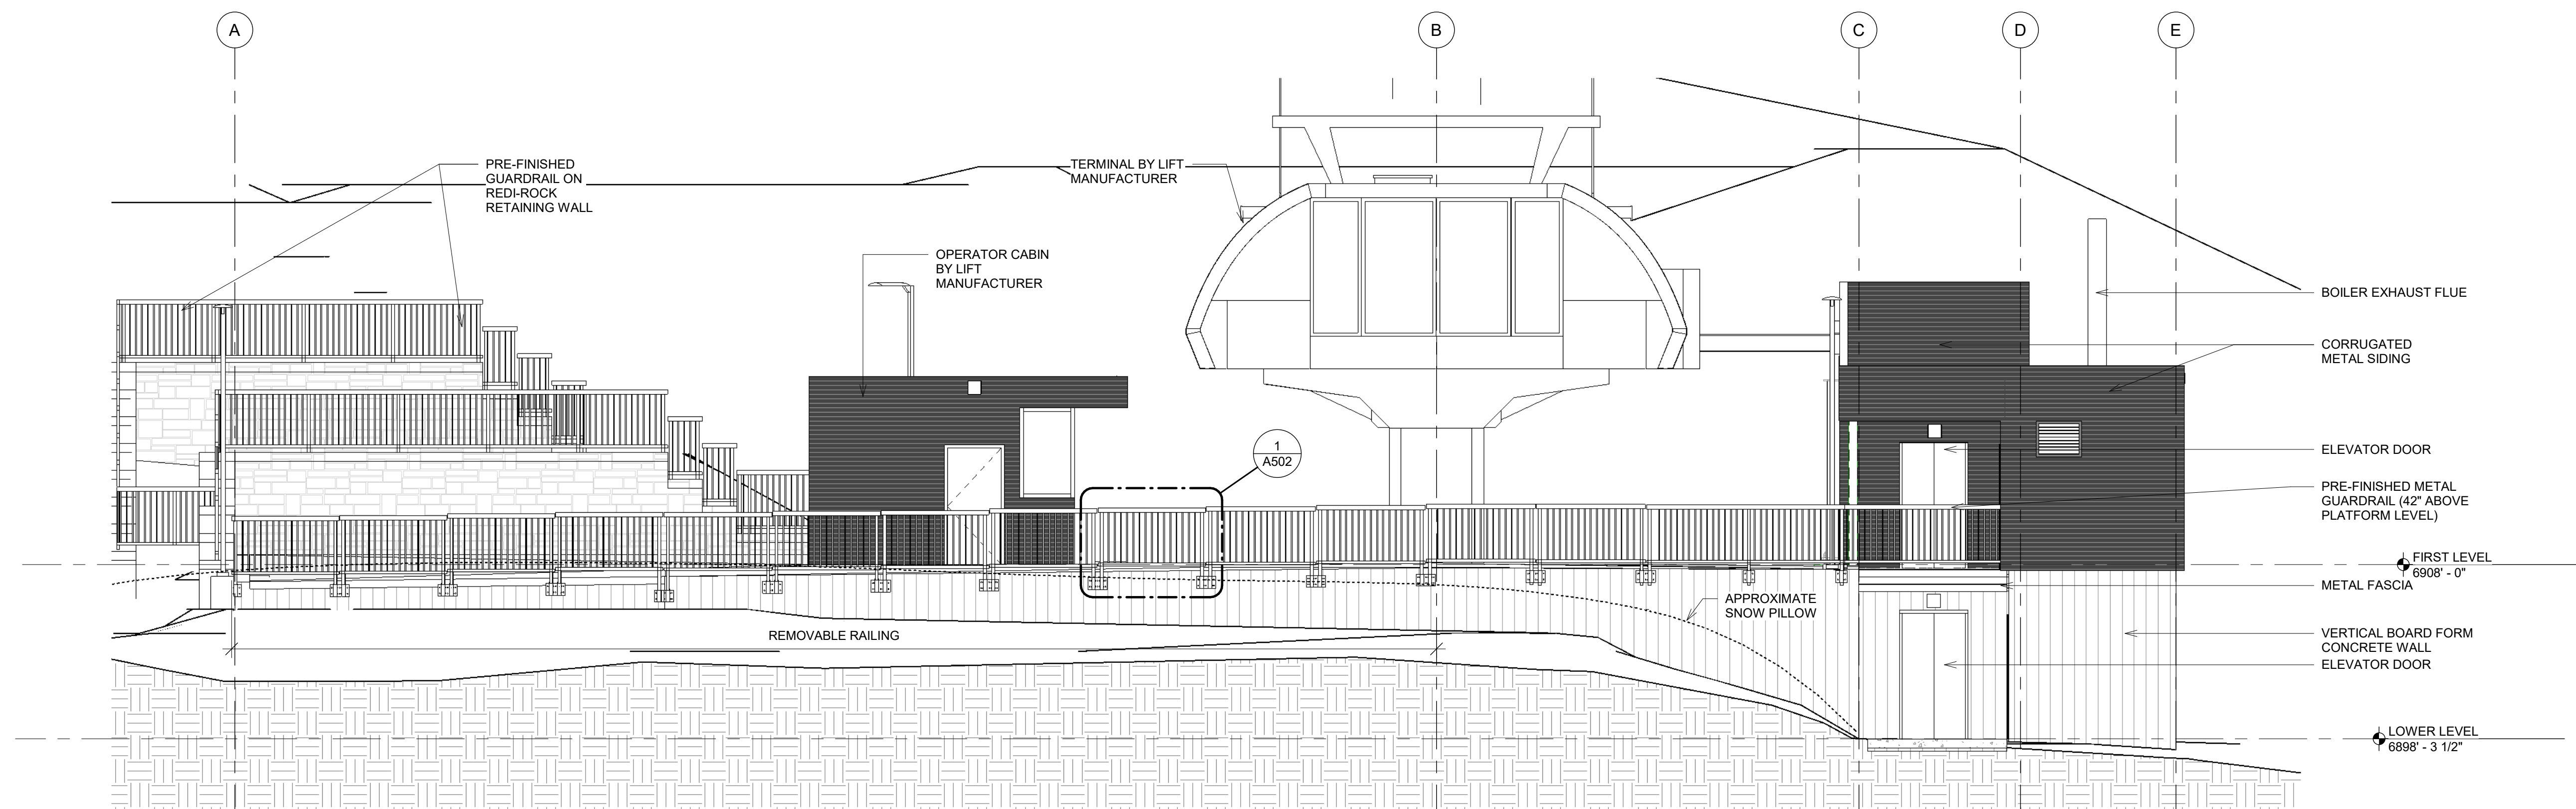 A
B
C
D
E
PRE-FINISHED
GUARDRAIL ON
REDI-ROCK
RETAINING WALL
TERMINAL BY LIFT
MANUFACTURER
OPERATOR CABIN
BY LIFT
MANUFACTURER
BOILER EXHAUST FLUE
CORRUGATED
METAL SIDING
1
A502
ELEVATOR DOOR
PRE-FINISHED METAL
GUARDRAIL (42" ABOVE
PLATFORM LEVEL)
FIRST LEVEL
6908' - 0"
METAL FASCIA
APPROXIMATE
SNOW PILLOW
REMOVABLE RAILING
VERTICAL BOARD FORM
CONCRETE WALL
ELEVATOR DOOR
LOWER LEVEL
6898' - 3 1/2"